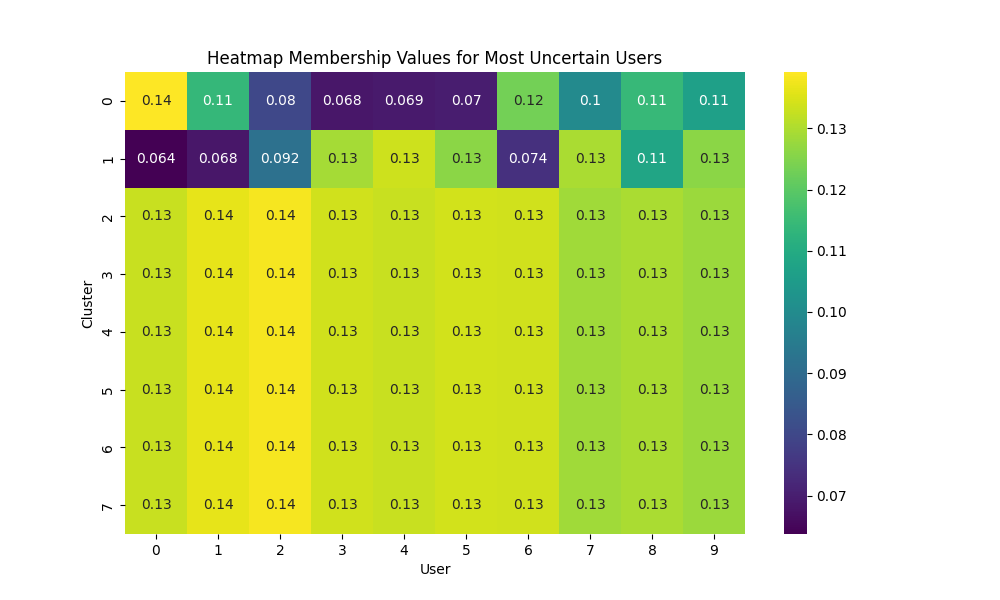 Heatmap Membership Values for Most Uncertain Users
0 0.14 0.11 0.08 0.068 0.069 0.07 0.12 0.1 0.11 0.11
1 0.064 0.068 0.092 0.13 0.13 0.13 0.074 0.13 0.11 0.13
2 0.13 0.14 0.14 0.13 0.13 0.13 0.13 0.13 0.13 0.13
3 0.13 0.14 0.14 0.13 0.13 0.13 0.13 0.13 0.13 0.13
4 0.13 0.14 0.14 0.13 0.13 0.13 0.13 0.13 0.13 0.13
5 0.13 0.14 0.14 0.13 0.13 0.13 0.13 0.13 0.13 0.13
6 0.13 0.14 0.14 0.13 0.13 0.13 0.13 0.13 0.13 0.13
7 0.13 0.14 0.14 0.13 0.13 0.13 0.13 0.13 0.13 0.13
0 1 2 3 4 5 6 7 8 9
User
Cluster
0.13
0.12
0.11
0.10
0.09
0.08
0.07